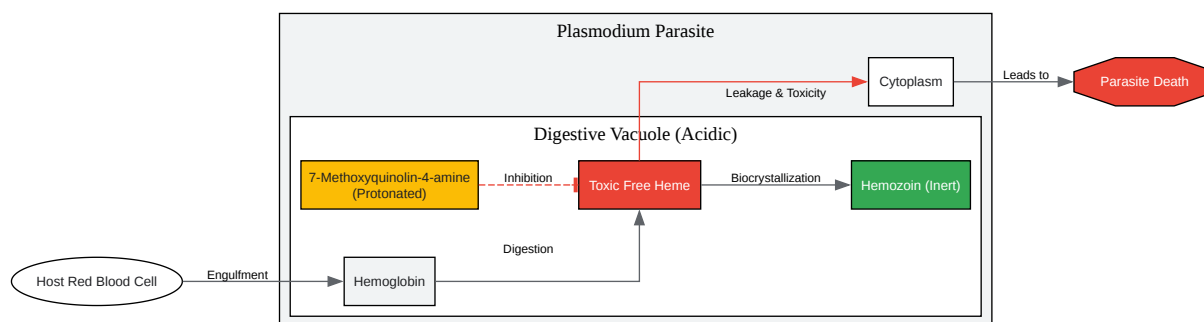 Plasmodium Parasite
Cytoplasm
Leads to
Parasite Death
Leakage & Toxicity
Digestive Vacuole (Acidic)
7-Methoxyquinolin-4-amine
(Protonated)
Inhibition
Toxic Free Heme
Biocrystallization
Hemozoin (Inert)
Digestion
Host Red Blood Cell
Engulfment
Hemoglobin